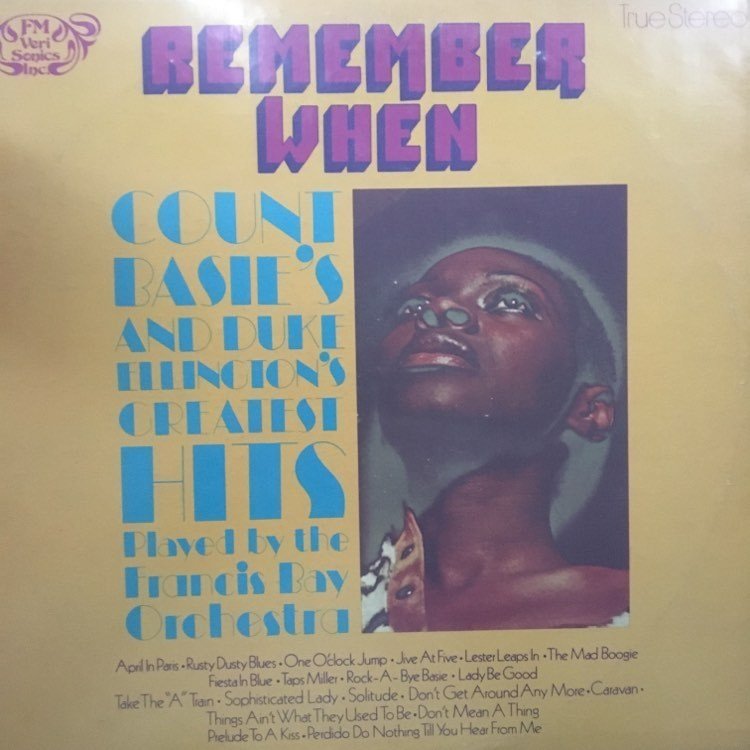 FM
Veri
Sonics
Inc.
True Stereo
REMEMBER
WHEN
COUNT
BASIE'S
AND DUKE
ELLINGTON'S
GREATEST
HITS
Played by the
Francis Bay
Orchestra
April In Paris • Rusty Dusty Blues • One O'clock Jump • Jive At Five • Lester Leaps In • The Mad Boogie
Fiesta In Blue • Taps Miller • Rock-A-Bye Basie • Lady Be Good
Take The "A" Train • Sophisticated Lady • Solitude • Don't Get Around Any More • Caravan •
Things Ain't What They Used To Be • Don't Mean A Thing
Prelude To A Kiss • Perdido Do Nothing Till You Hear From Me